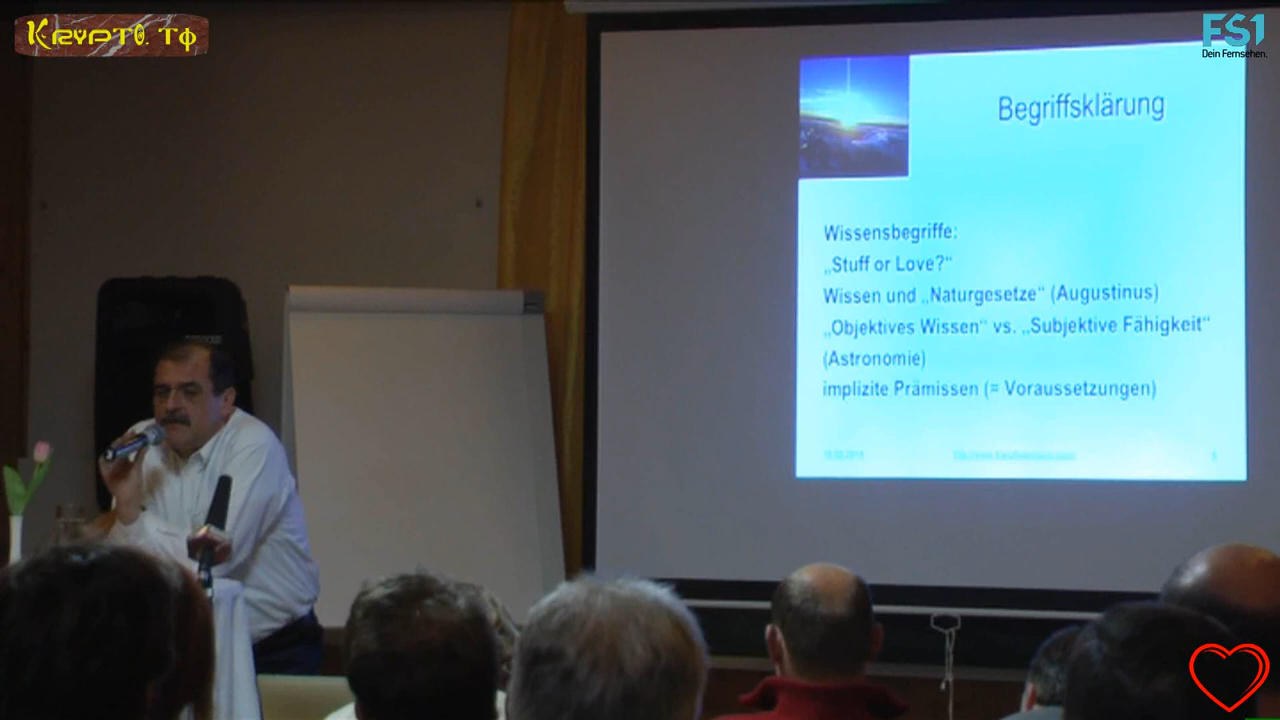 Krypto.TV
FS1
Dein Fernsehen.
Begriffsklärung
Wissensbegriffe:
„Stuff or Love?“
Wissen und „Naturgesetze“ (Augustinus)
„Objektives Wissen“ vs. „Subjektive Fähigkeit“
(Astronomie)
implizite Prämissen (= Voraussetzungen)